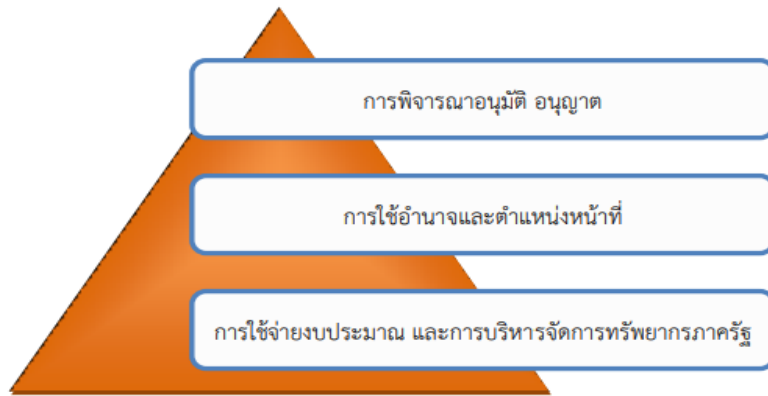 การพิจารณาอนุมัติ อนุญาต
การใช้อำนาจและตำแหน่งหน้าที่
การใช้จ่ายงบประมาณ และการบริหารจัดการทรัพยากรภาครัฐ